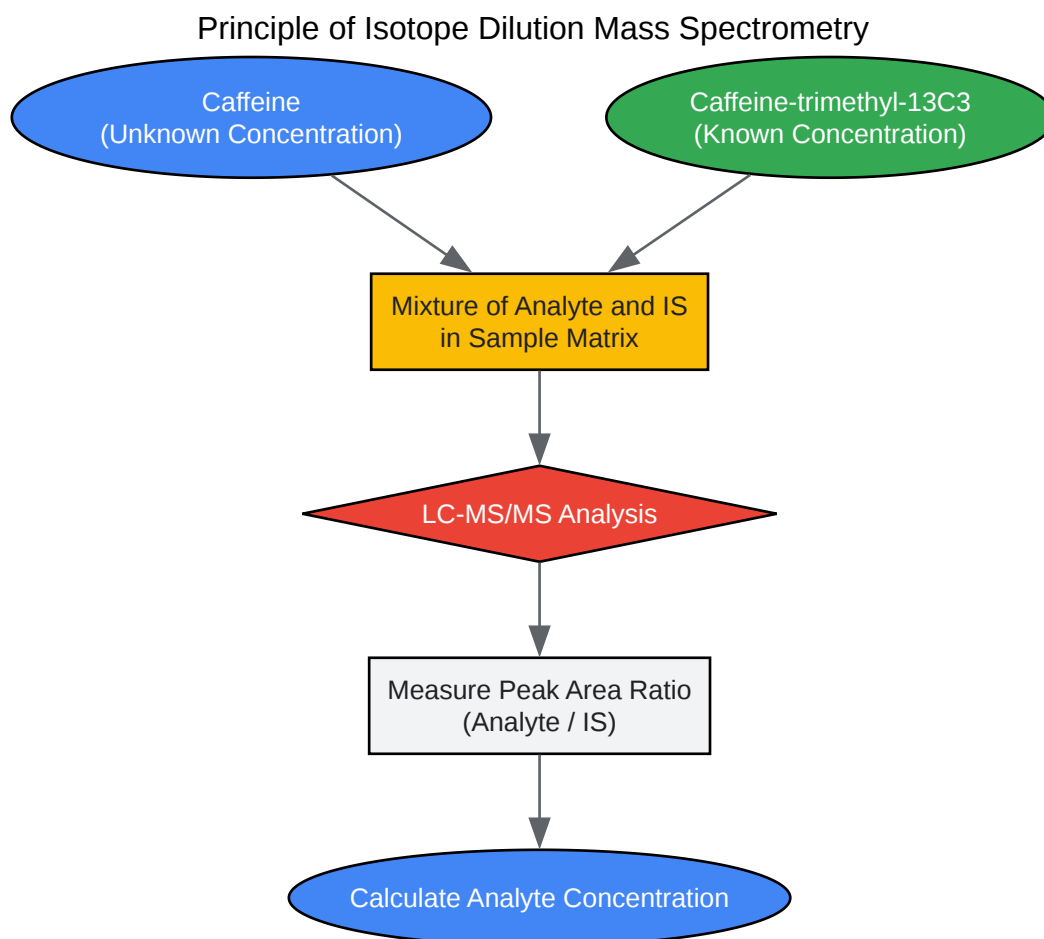 Principle of Isotope Dilution Mass Spectrometry
Caffeine
(Unknown Concentration)
Caffeine-trimethyl-13C3
(Known Concentration)
Mixture of Analyte and IS
in Sample Matrix
LC-MS/MS Analysis
Measure Peak Area Ratio
(Analyte / IS)
Calculate Analyte Concentration